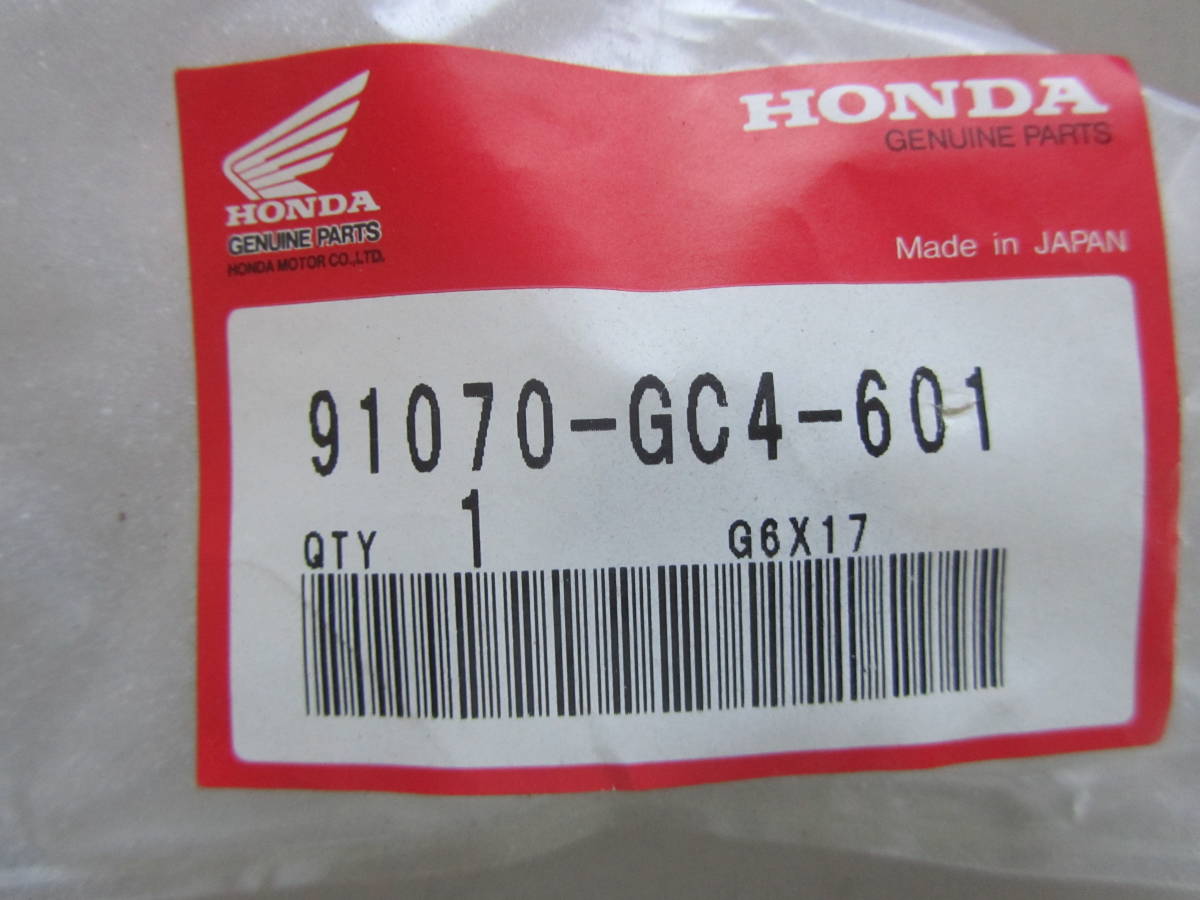 HONDA
GENUINE PARTS
HONDA MOTOR CO.,LTD.
HONDA
GENUINE PARTS
Made in JAPAN
91070-GC4-601
QTY 1 G6X17